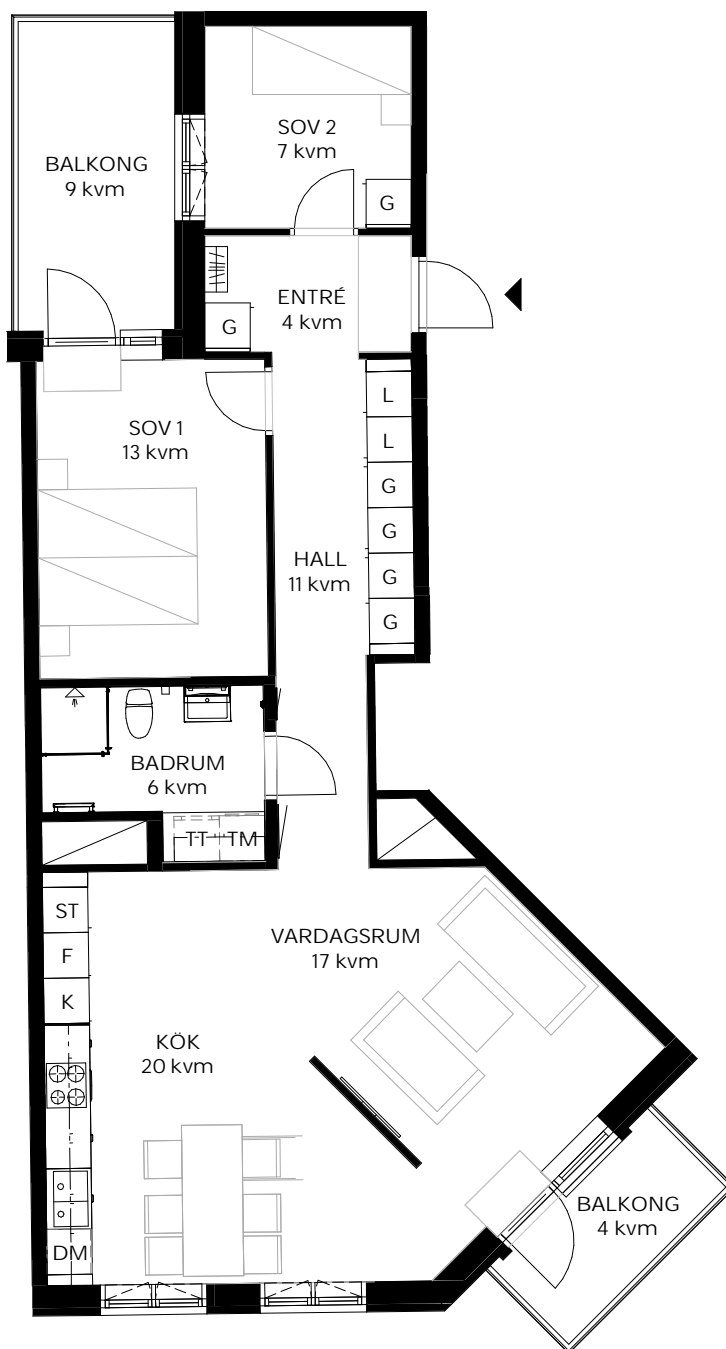 SOV 2
7 kvm
BALKONG
9 kvm
G
ENTRÉ
4 kvm
G
L
SOV 1
13 kvm
L
G
G
HALL
11 kvm
G
G
BADRUM
6 kvm
TT TM
ST
VARDAGSRUM
17 kvm
F
K
KÖK
20 kvm
BALKONG
4 kvm
DM